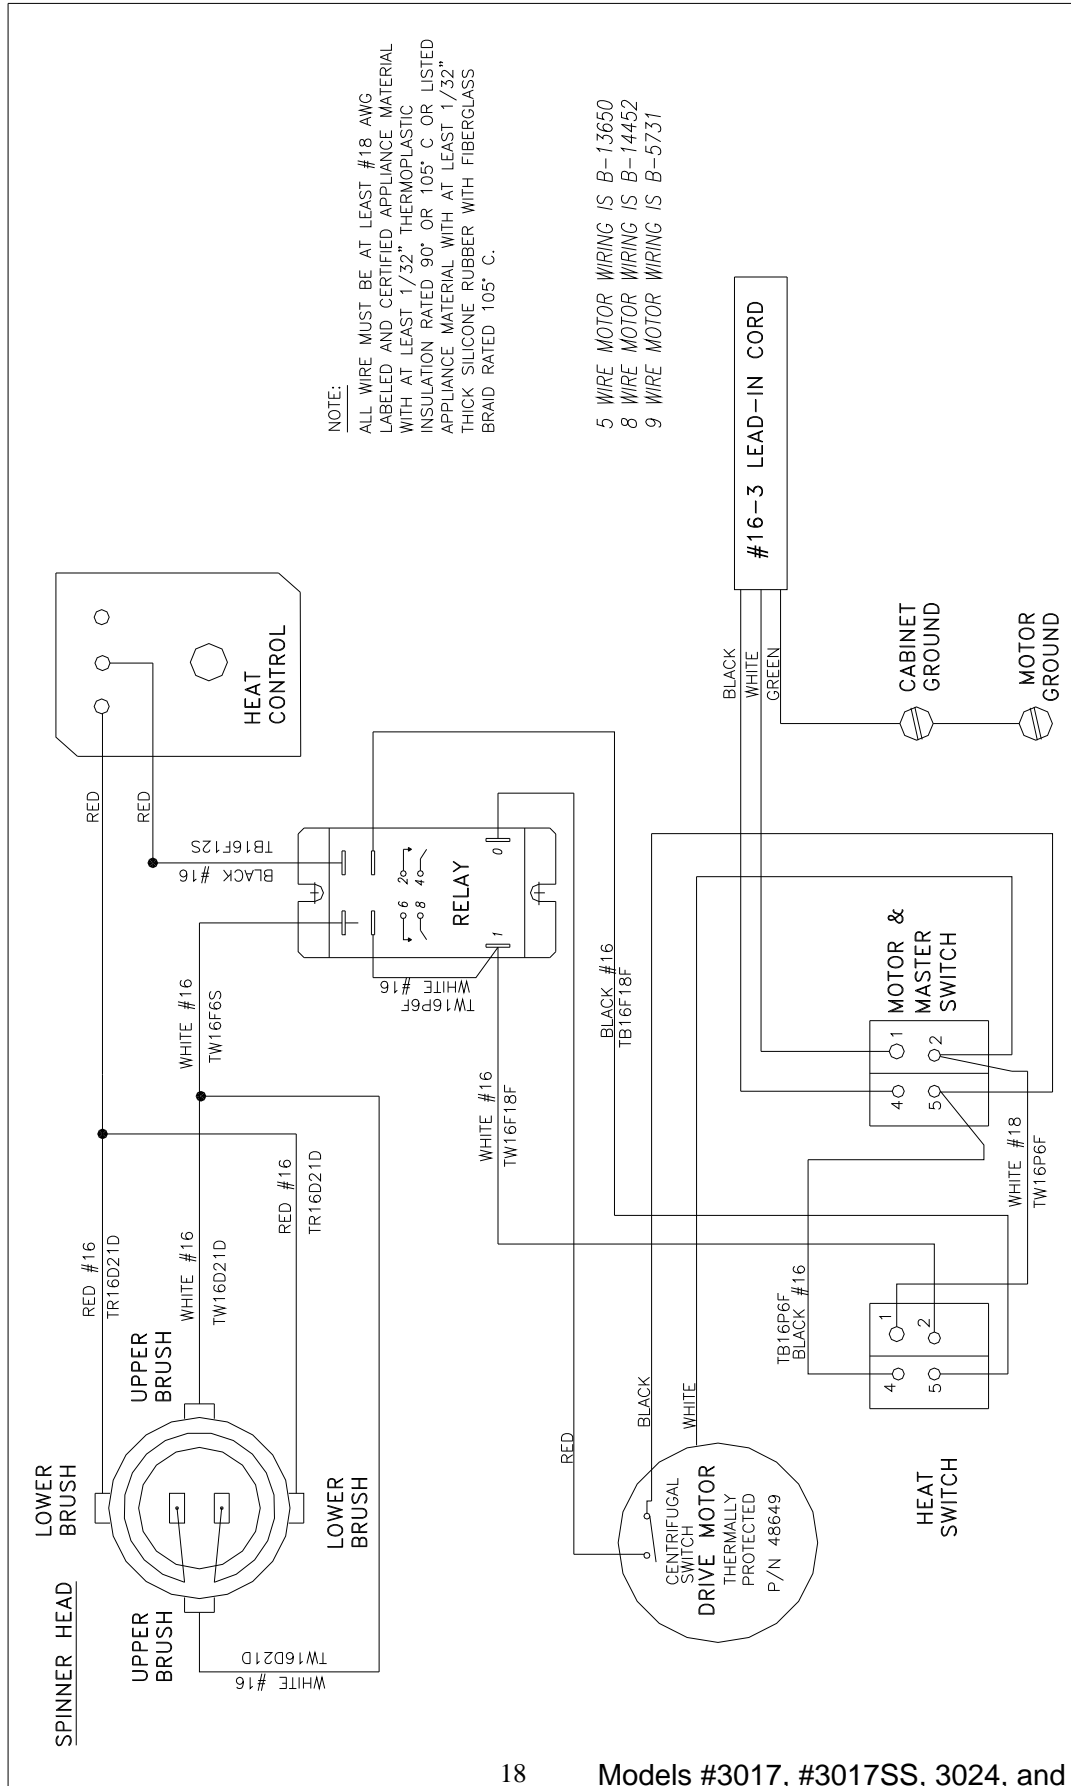 SPINNER HEAD
LOWER
BRUSH
UPPER
BRUSH
UPPER
BRUSH
LOWER
BRUSH
WHITE #16
TW16D21D
RED #16
TR16D21D
WHITE #16
TW16D21D
RED #16
TR16D21D
WHITE #16
TW16F6S
RED
RED
HEAT
CONTROL
BLACK #16
TB16F12S
RELAY
6
8
2
4
1
0
WHITE #16
TW16P6F
WHITE #16
TW16F18F
BLACK #16
TB16F18F
NOTE:
ALL WIRE MUST BE AT LEAST #18 AWG
LABELED AND CERTIFIED APPLIANCE MATERIAL
WITH AT LEAST 1/32" THERMOPLASTIC
INSULATION RATED 90° OR 105° C OR LISTED
APPLIANCE MATERIAL WITH AT LEAST 1/32"
THICK SILICONE RUBBER WITH FIBERGLASS
BRAID RATED 105° C.
5 WIRE MOTOR WIRING IS B-13650
8 WIRE MOTOR WIRING IS B-14452
9 WIRE MOTOR WIRING IS B-5731
RED
BLACK
WHITE
CENTRIFUGAL
SWITCH
DRIVE MOTOR
THERMALLY
PROTECTED
P/N 48649
TB16P6F
BLACK #16
4
1
5
2
HEAT
SWITCH
WHITE #18
TW16P6F
4
1
5
2
MOTOR &
MASTER
SWITCH
BLACK
WHITE
GREEN
#16-3 LEAD-IN CORD
CABINET
GROUND
MOTOR
GROUND
18
Models #3017, #3017SS, 3024, and